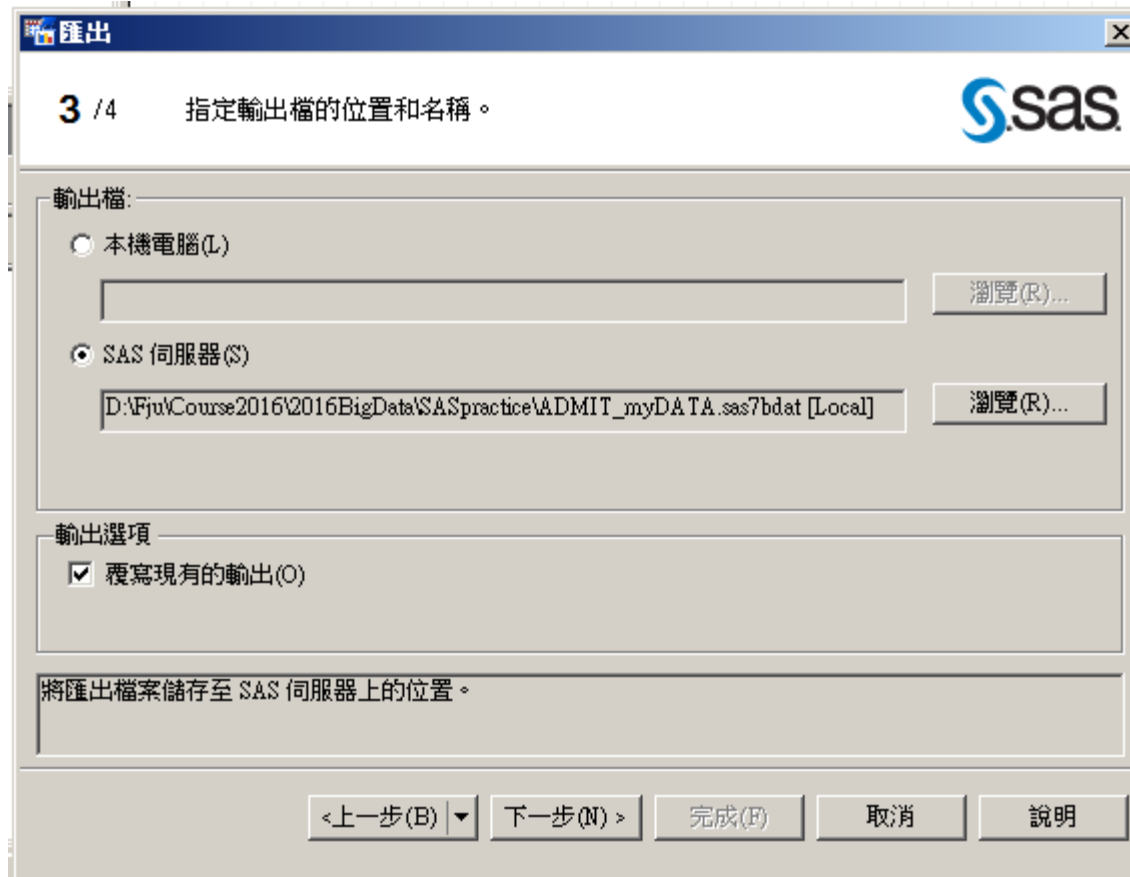 匯出
3 /4 指定輸出檔的位置和名稱。
sas
輸出檔:
本機電腦(L)
瀏覽(R)...
SAS 伺服器(S)
D:\Fju\Course2016\2016BigData\SASpractice\ADMIT_myDATA.sas7bdat [Local]
瀏覽(R)...
輸出選項
覆寫現有的輸出(O)
將匯出檔案儲存至 SAS 伺服器上的位置。
<上一步(B) 下一步(N) > 完成(F) 取消 說明